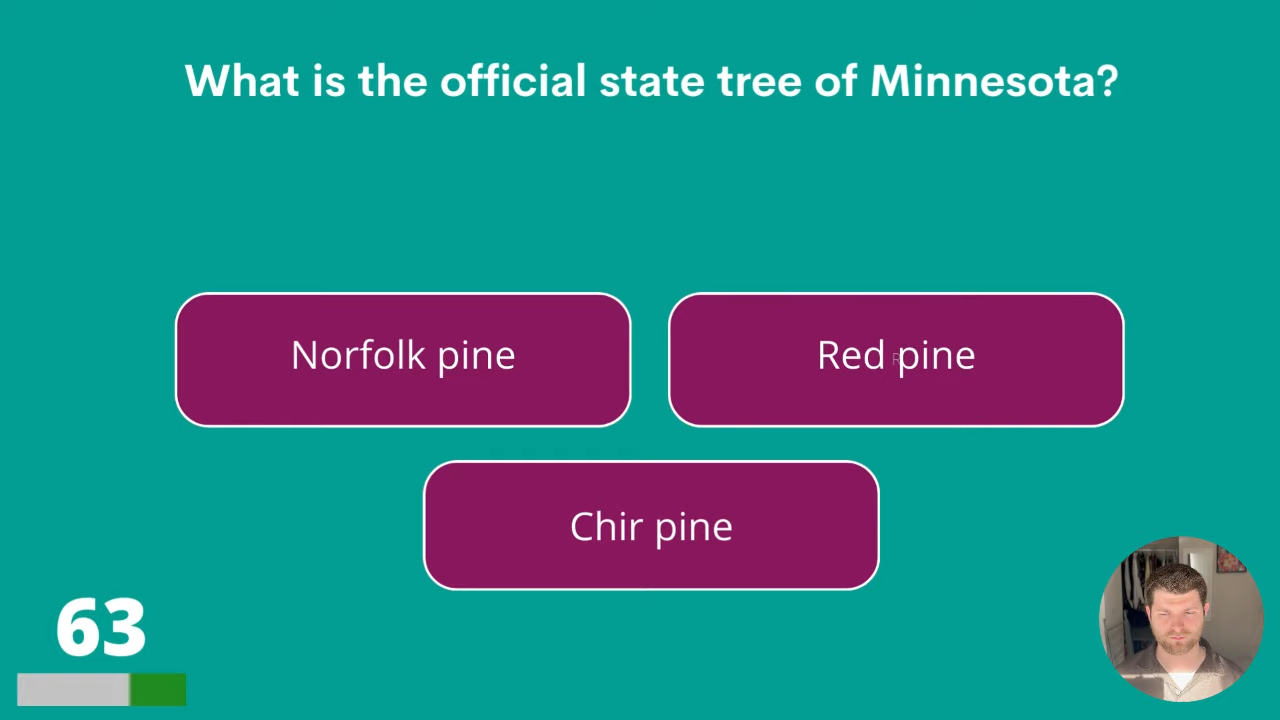 What is the official state tree of Minnesota?
Norfolk pine
Red pine
Chir pine
63